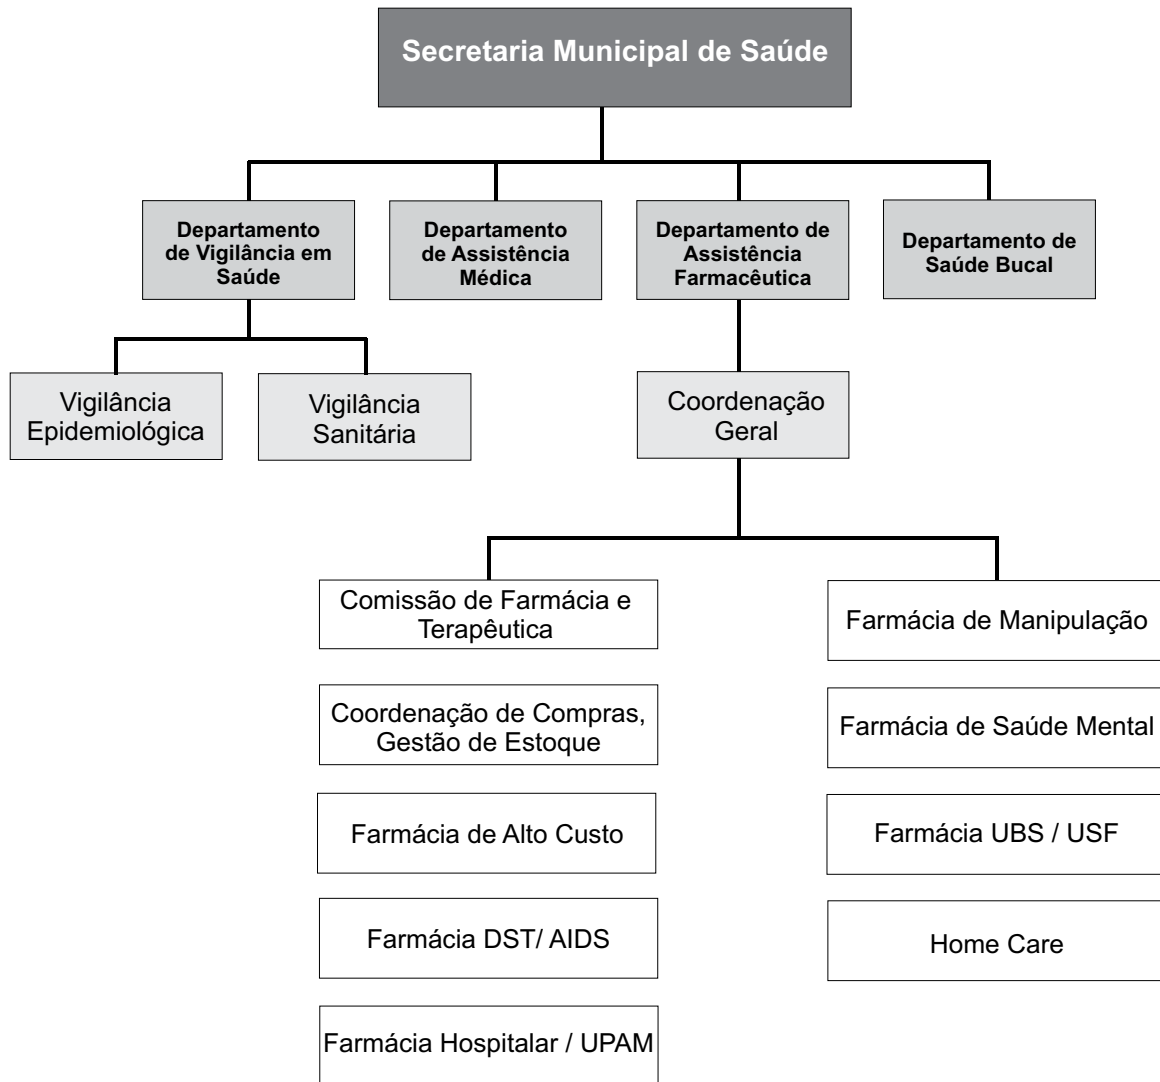 Secretaria Municipal de Saúde
Departamento
de Vigilância em
Saúde
Departamento
de Assistência
Médica
Departamento de
Assistência
Farmacêutica
Departamento de
Saúde Bucal
Vigilância
Epidemiológica
Vigilância
Sanitária
Coordenação
Geral
Comissão de Farmácia e
Terapêutica
Coordenação de Compras,
Gestão de Estoque
Farmácia de Alto Custo
Farmácia DST/ AIDS
Farmácia Hospitalar / UPAM
Farmácia de Manipulação
Farmácia de Saúde Mental
Farmácia UBS / USF
Home Care